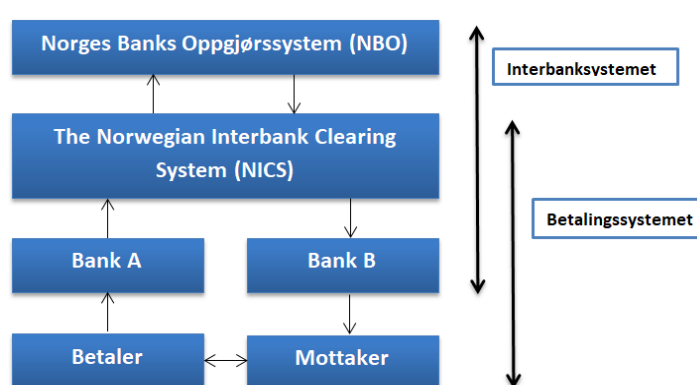 Norges Banks Oppgjørssystem (NBO)
Interbanksystemet
The Norwegian Interbank Clearing
System (NICS)
Betalingssystemet
Bank A
Bank B
Betaler
Mottaker